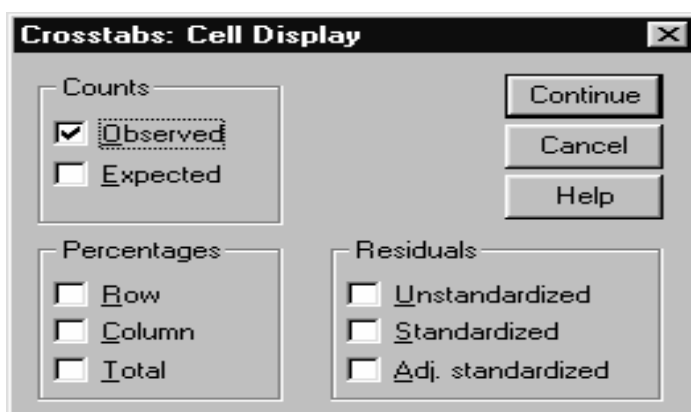 Crosstabs: Cell Display
Counts
Observed
Expected
Continue
Cancel
Help
Percentages
Row
Column
Total
Residuals
Unstandardized
Standardized
Adj. standardized